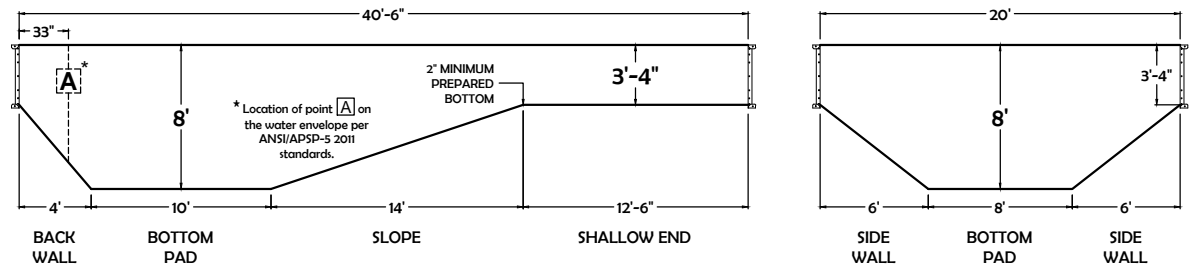 40'-6"
33"
A*
8'
* Location of point A on
the water envelope per
ANSI/APSP-5 2011
standards.
2" MINIMUM
PREPARED
BOTTOM
3'-4"
4'
10'
14'
12'-6"
BACK
WALL
BOTTOM
PAD
SLOPE
SHALLOW END
20'
3'-4"
8'
6'
8'
6'
SIDE
WALL
BOTTOM
PAD
SIDE
WALL